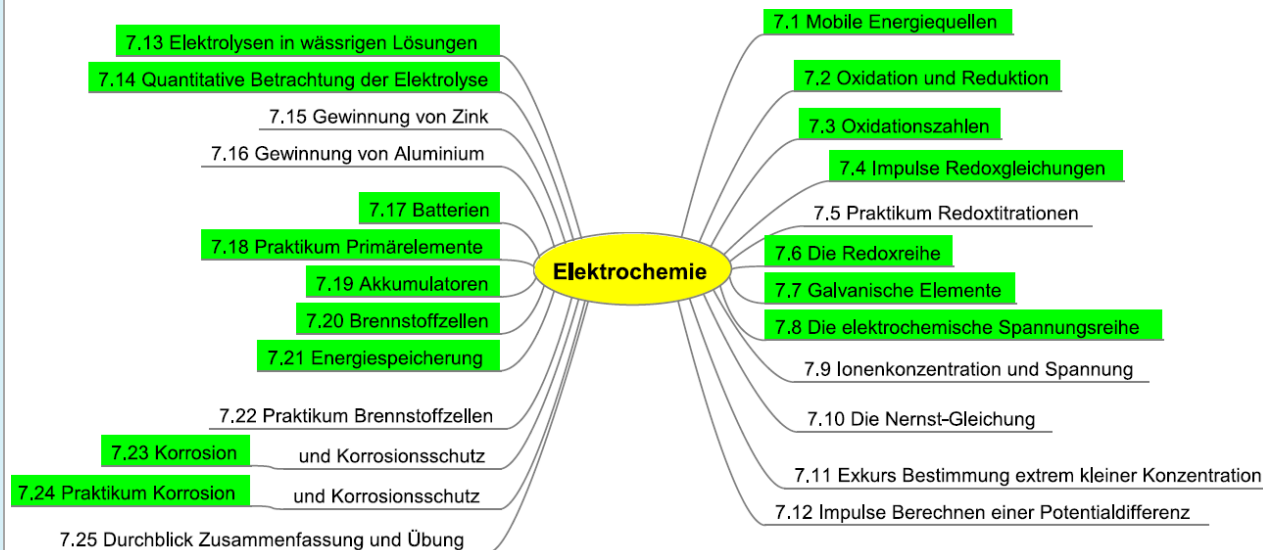 7.1 Mobile Energiequellen
7.2 Oxidation und Reduktion
7.3 Oxidationszahlen
7.4 Impulse Redoxgleichungen
7.5 Praktikum Redoxtitrationen
7.6 Die Redoxreihe
7.7 Galvanische Elemente
7.8 Die elektrochemische Spannungsreihe
7.9 Ionenkonzentration und Spannung
7.10 Die Nernst-Gleichung
7.11 Exkurs Bestimmung extrem kleiner Konzentration
7.12 Impulse Berechnen einer Potentialdifferenz
Elektrochemie
7.13 Elektrolysen in wässrigen Lösungen
7.14 Quantitative Betrachtung der Elektrolyse
7.15 Gewinnung von Zink
7.16 Gewinnung von Aluminium
7.17 Batterien
7.18 Praktikum Primärelemente
7.19 Akkumulatoren
7.20 Brennstoffzellen
7.21 Energiespeicherung
7.22 Praktikum Brennstoffzellen
7.23 Korrosion und Korrosionsschutz
7.24 Praktikum Korrosion und Korrosionsschutz
7.25 Durchblick Zusammenfassung und Übung